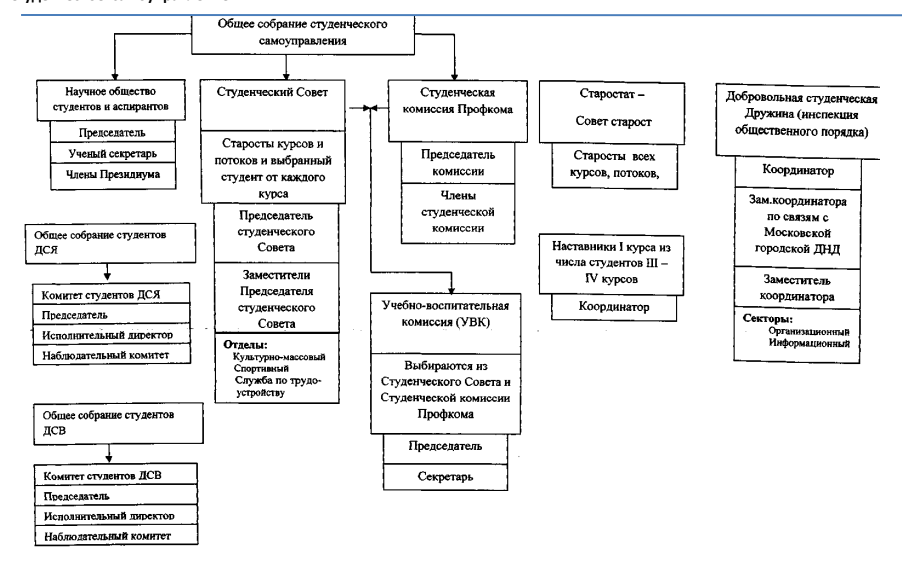 Общее собрание студенческого
самоуправления
Научное общество
студентов и аспирантов
Председатель
Ученый секретарь
Члены Президиума
Студенческий Совет
Старосты курсов и
потоков и выбранный
студент от каждого
курса
Председатель
студенческого
Совета
Заместители
Председателя
студенческого
Совета
Отделы:
Культурно-массовый
Спортивный
Служба по трудо-
устройству
Студенческая
комиссия Профкома
Председатель
комиссии
Члены
студенческой
комиссии
Учебно-воспитательная
комиссия (УВК)
Выбираются из
Студенческого Совета и
Студенческой комиссии
Профкома
Председатель
Секретарь
Старостат –
Совет старост
Старосты всех
курсов, потоков,
Наставники I курса из
числа студентов III –
IV курсов
Координатор
Добровольная студенческая
Дружина (инспекция
общественного порядка)
Координатор
Зам.координатора
по связям с
Московской
городской ДНД
Заместитель
координатора
Секторы:
Организационный
Информационный
Общее собрание студентов
ДСЯ
Комитет студентов ДСЯ
Председатель
Исполнительный директор
Наблюдательный комитет
Общее собрание студентов
ДСВ
Комитет студентов ДСВ
Председатель
Исполнительный директор
Наблюдательный комитет